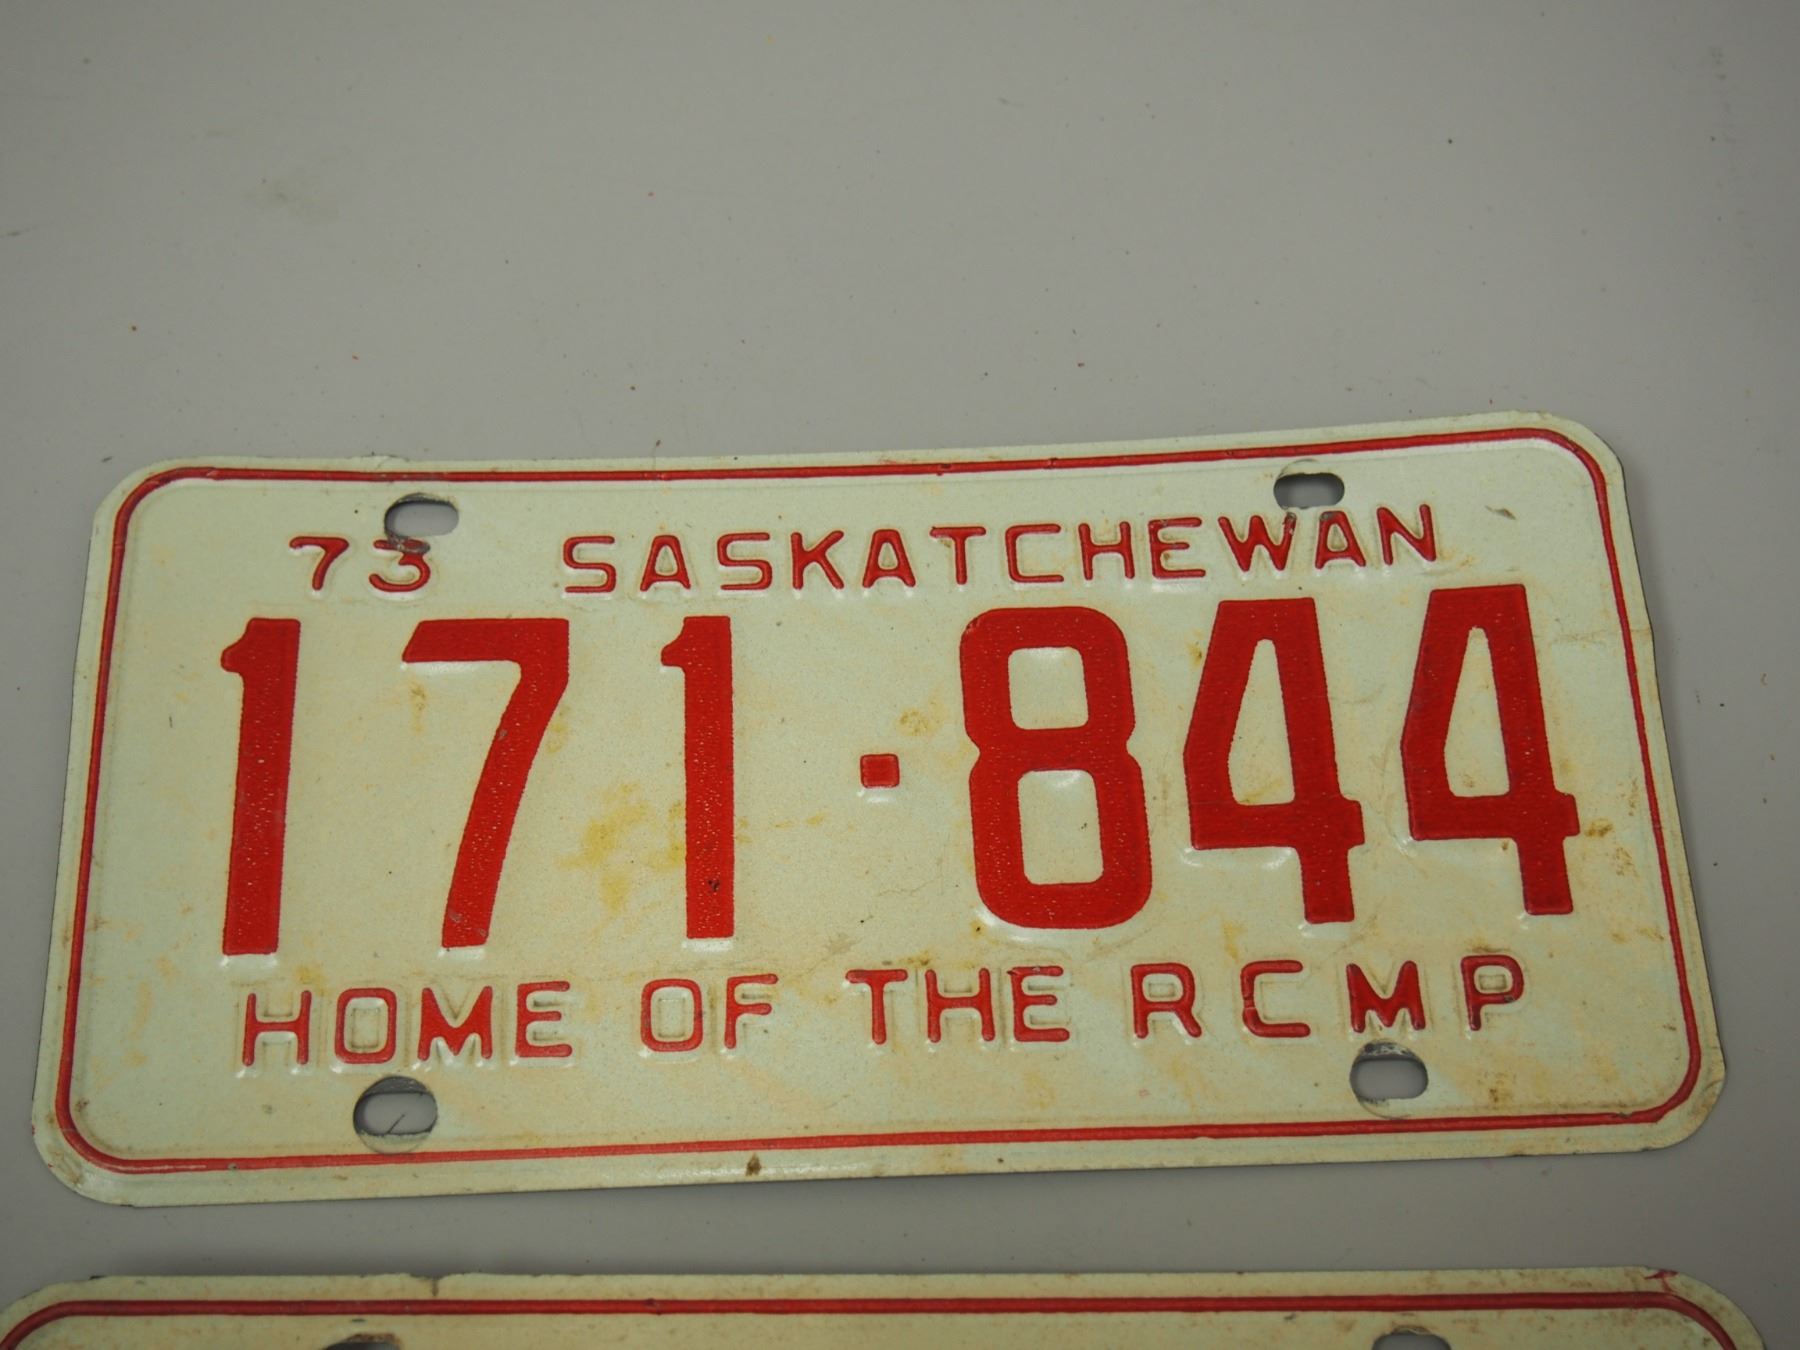 73 SASKATCHEWAN
171·844
HOME OF THE RCMP